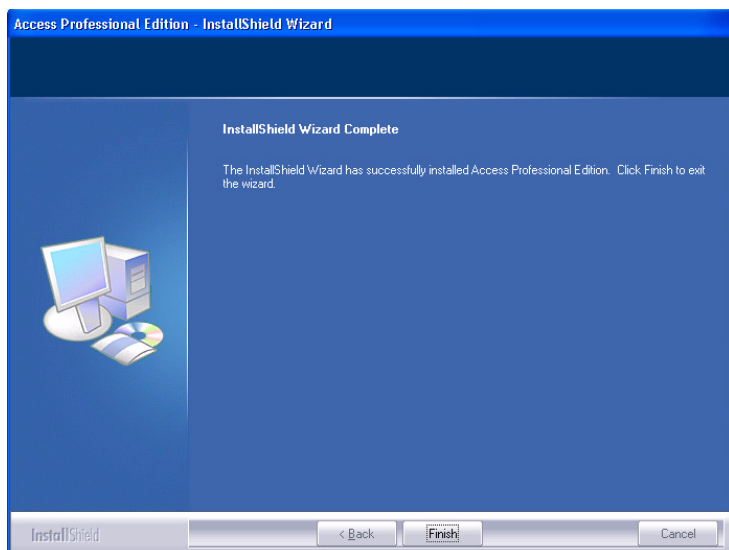 Access Professional Edition - InstallShield Wizard
InstallShield Wizard Complete
The InstallShield Wizard has successfully installed Access Professional Edition. Click Finish to exit
the wizard.
InstallShield
< Back
Finish
Cancel